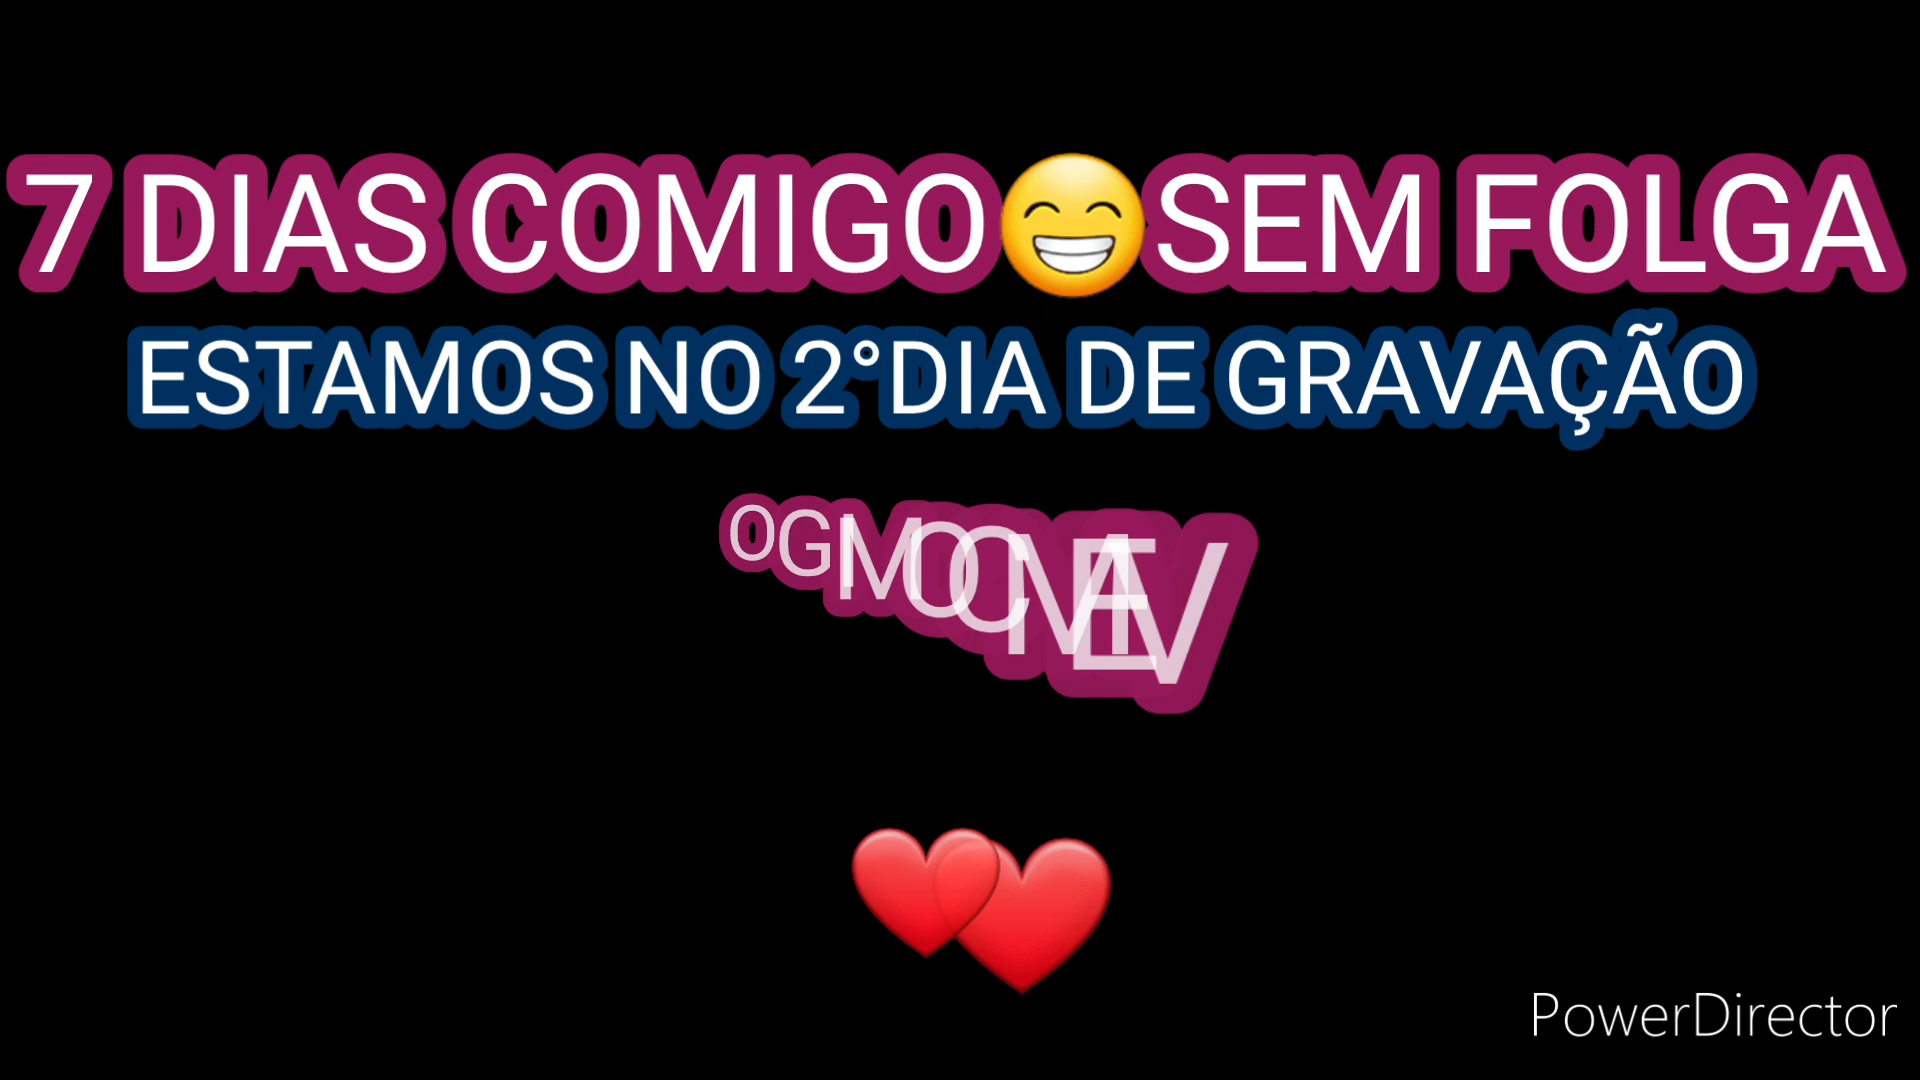 7 DIAS COMIGO😁SEM FOLGA
ESTAMOS NO 2°DIA DE GRAVAÇÃO
PowerDirector